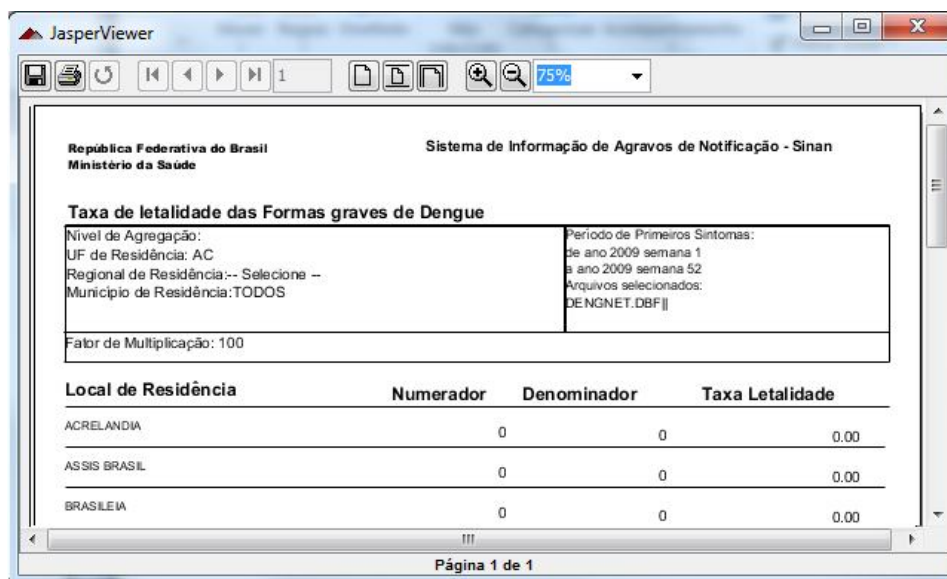 JasperViewer
1
75%
República Federativa do Brasil
Ministério da Saúde
Sistema de Informação de Agravos de Notificação - Sinan
Taxa de letalidade das Formas graves de Dengue
Nível de Agregação:
UF de Residência: AC
Regional de Residência:-- Selecione --
Município de Residência:TODOS
Período de Primeiros Sintomas:
de ano 2009 semana 1
a ano 2009 semana 52
Arquivos selecionados:
DENGNET.DBF||
Fator de Multiplicação: 100
Local de Residência Numerador Denominador Taxa Letalidade
ACRELANDIA 0 0 0.00
ASSIS BRASIL 0 0 0.00
BRASILEIA 0 0 0.00
Página 1 de 1